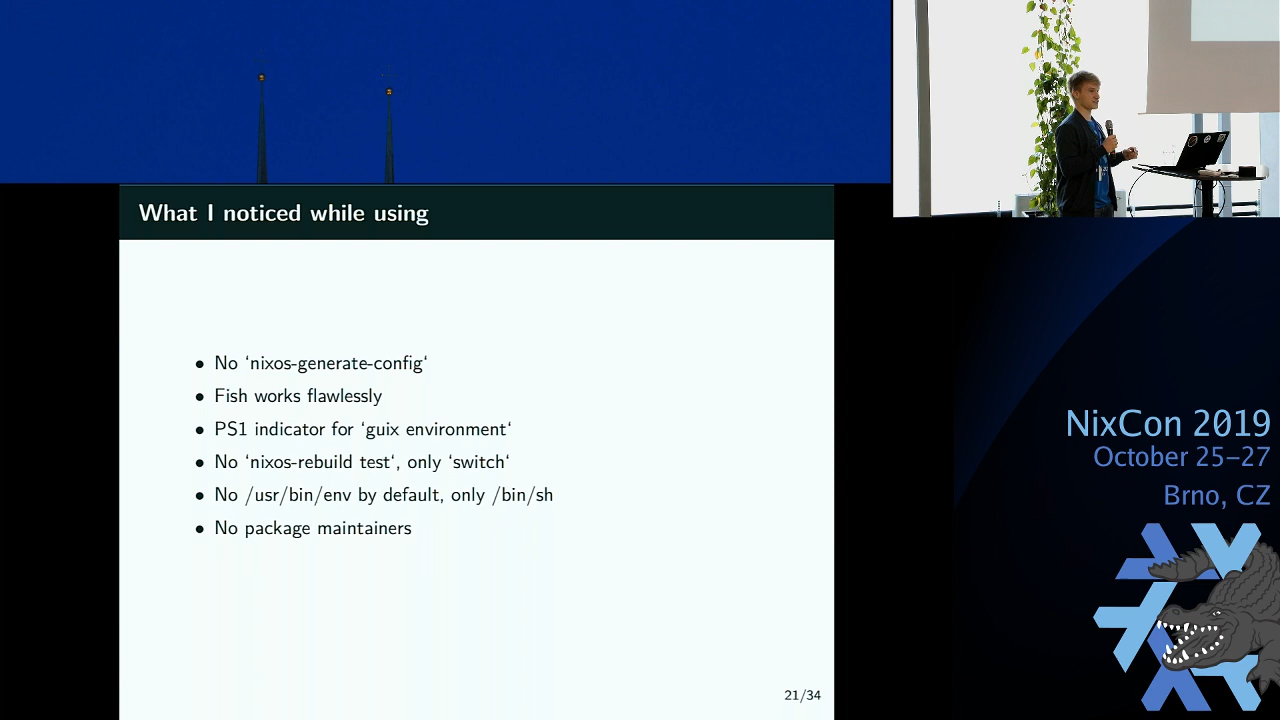 What I noticed while using
• No ‘nixos-generate-config‘
• Fish works flawlessly
• PS1 indicator for ‘guix environment‘
• No ‘nixos-rebuild test‘, only ‘switch‘
• No /usr/bin/env by default, only /bin/sh
• No package maintainers
21/34
NixCon 2019
October 25–27
Brno, CZ